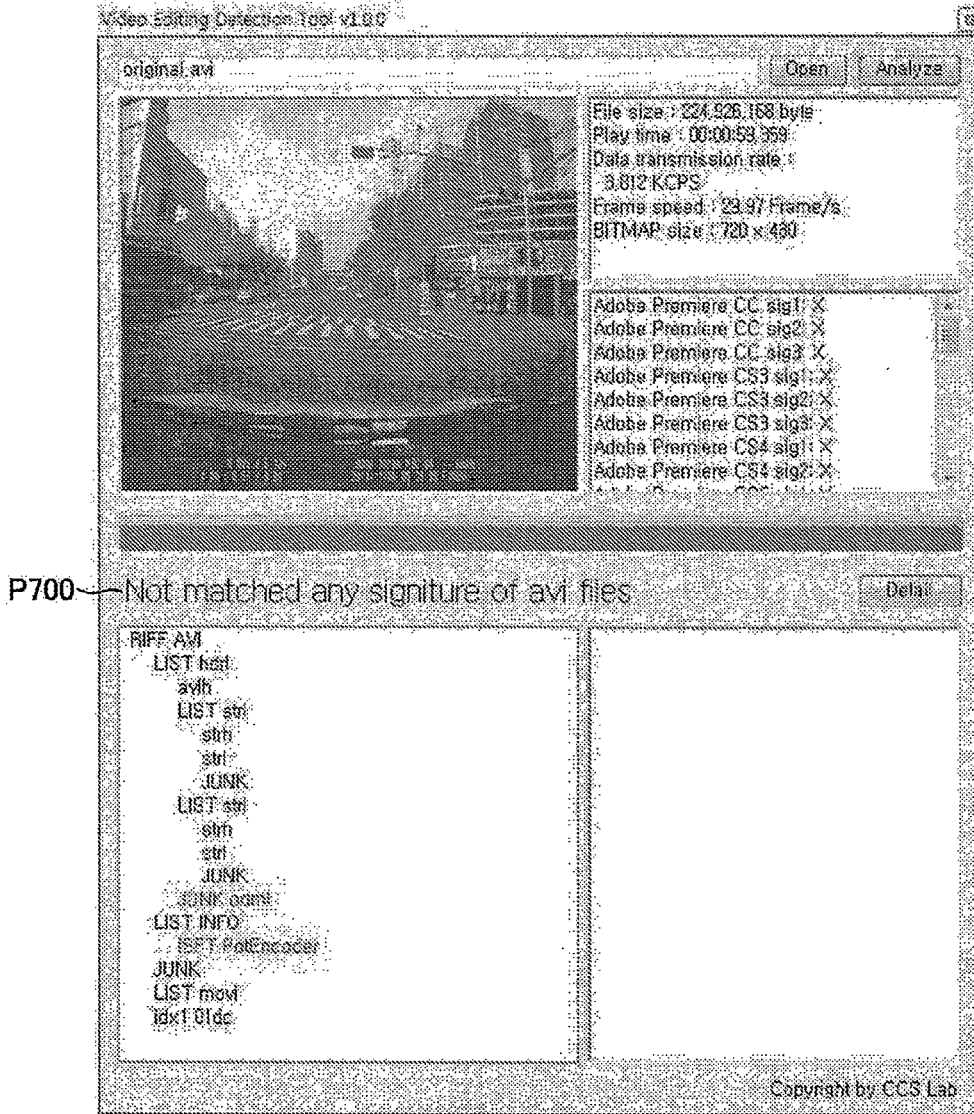 Video Editing Detection Tool v1.0.0
original.avi
Open
Analyze
File size : 224,526,168 byte
Play time : 00:00:59.359
Data transmission rate :
3,812 KCPS
Frame speed : 29.97 Frame/s
BITMAP size : 720 x 480
Adobe Premiere CC sig1: X
Adobe Premiere CC sig2: X
Adobe Premiere CC sig3: X
Adobe Premiere CS3 sig1: X
Adobe Premiere CS3 sig2: X
Adobe Premiere CS3 sig3: X
Adobe Premiere CS4 sig1: X
Adobe Premiere CS4 sig2: X
P700
Not matched any signiture of avi files
Detail
RIFF AVI
LIST hdrl
avih
LIST strl
strh
strf
JUNK
LIST strl
strh
strf
JUNK
JUNK odml
LIST INFO
ISFT PotEncoder
JUNK
LIST movi
idx1 01dc
Copyright by CCS Lab